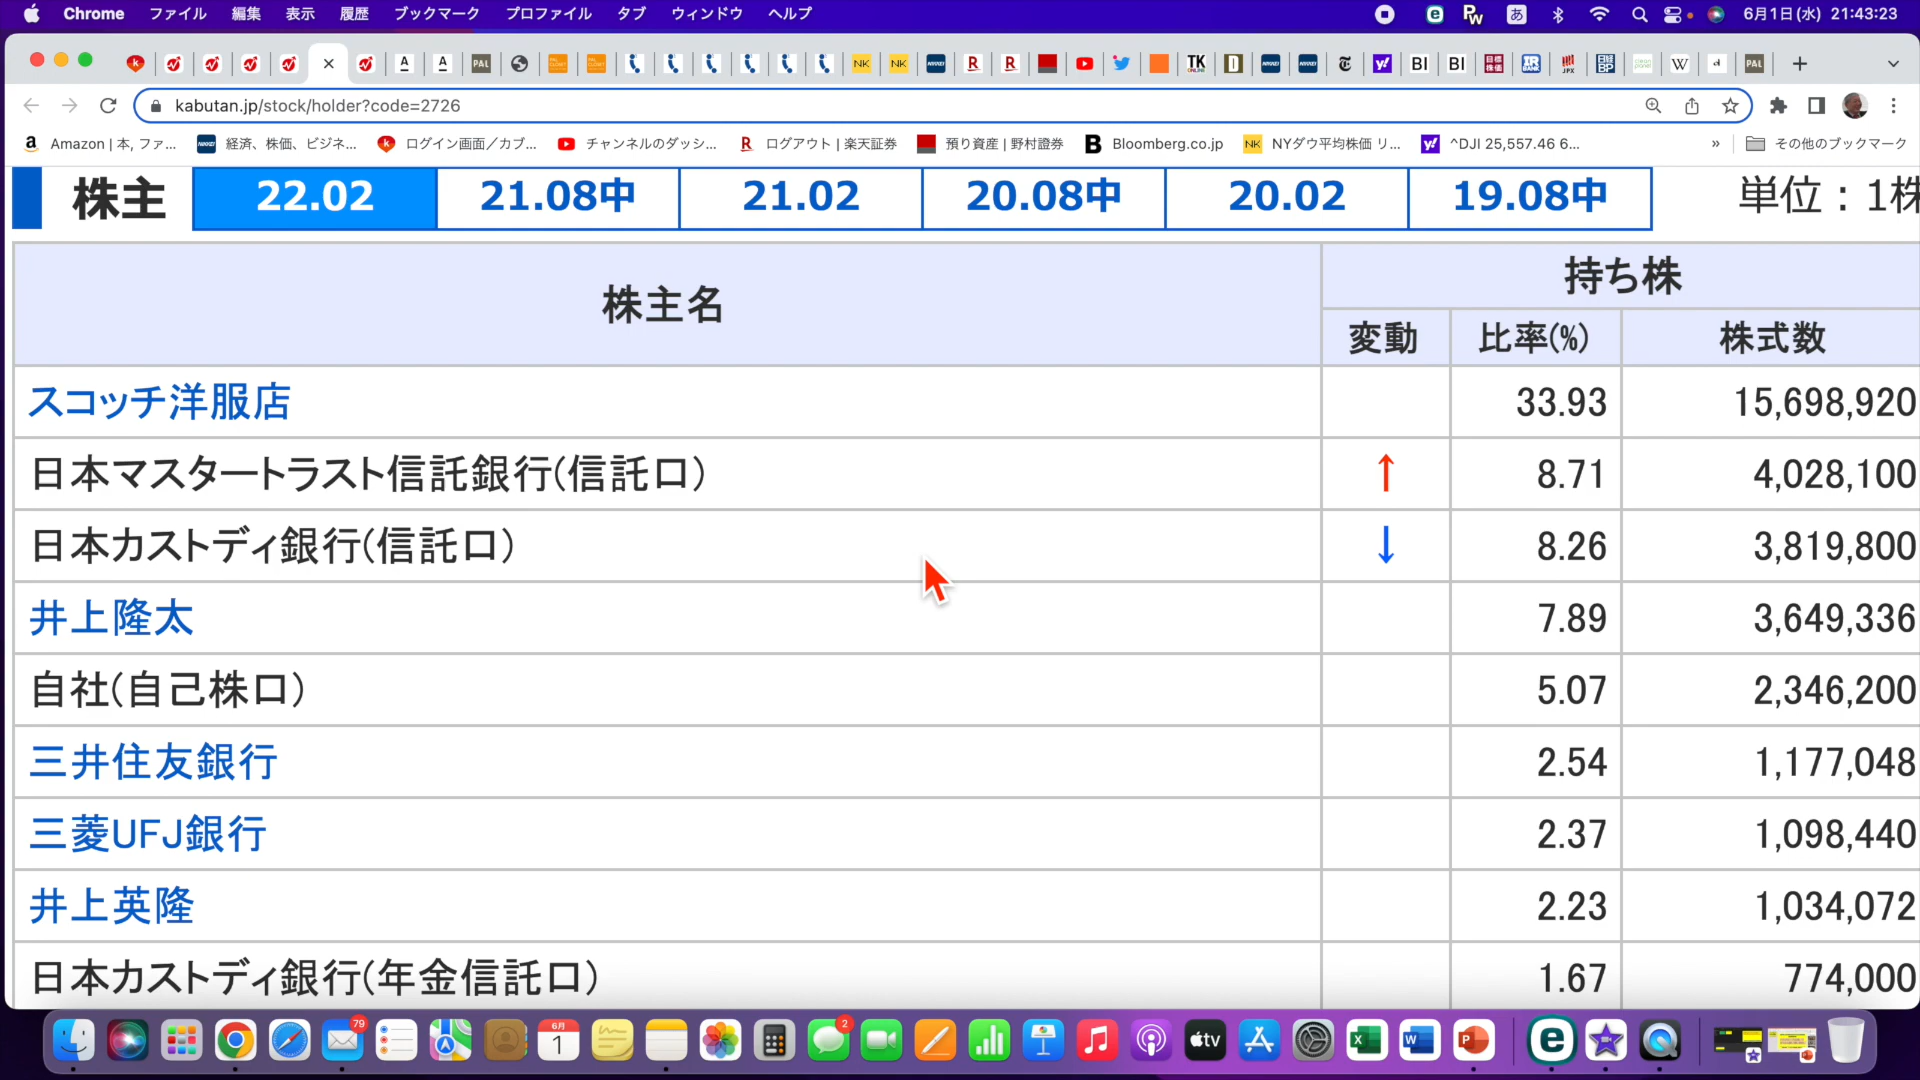 Chrome ファイル 編集 表示 履歴 ブックマーク プロファイル タブ ウィンドウ ヘルプ あ 6月1日(水) 21:43:23
kabutan.jp/stock/holder?code=2726
Amazon | 本, ファ... 経済、株価、ビジネ... ログイン画面／カブ... チャンネルのダッシ... ログアウト | 楽天証券 預り資産 | 野村證券 Bloomberg.co.jp NYダウ平均株価 リ... ^DJI 25,557.46 6... » その他のブックマーク
株主 22.02 21.08中 21.02 20.08中 20.02 19.08中 単位：1株
株主名 持ち株
変動 比率(%) 株式数
スコッチ洋服店 33.93 15,698,920
日本マスタートラスト信託銀行(信託口) ↑ 8.71 4,028,100
日本カストディ銀行(信託口) ↓ 8.26 3,819,800
井上隆太 7.89 3,649,336
自社(自己株口) 5.07 2,346,200
三井住友銀行 2.54 1,177,048
三菱UFJ銀行 2.37 1,098,440
井上英隆 2.23 1,034,072
日本カストディ銀行(年金信託口) 1.67 774,000
79 6月 1 2 tv